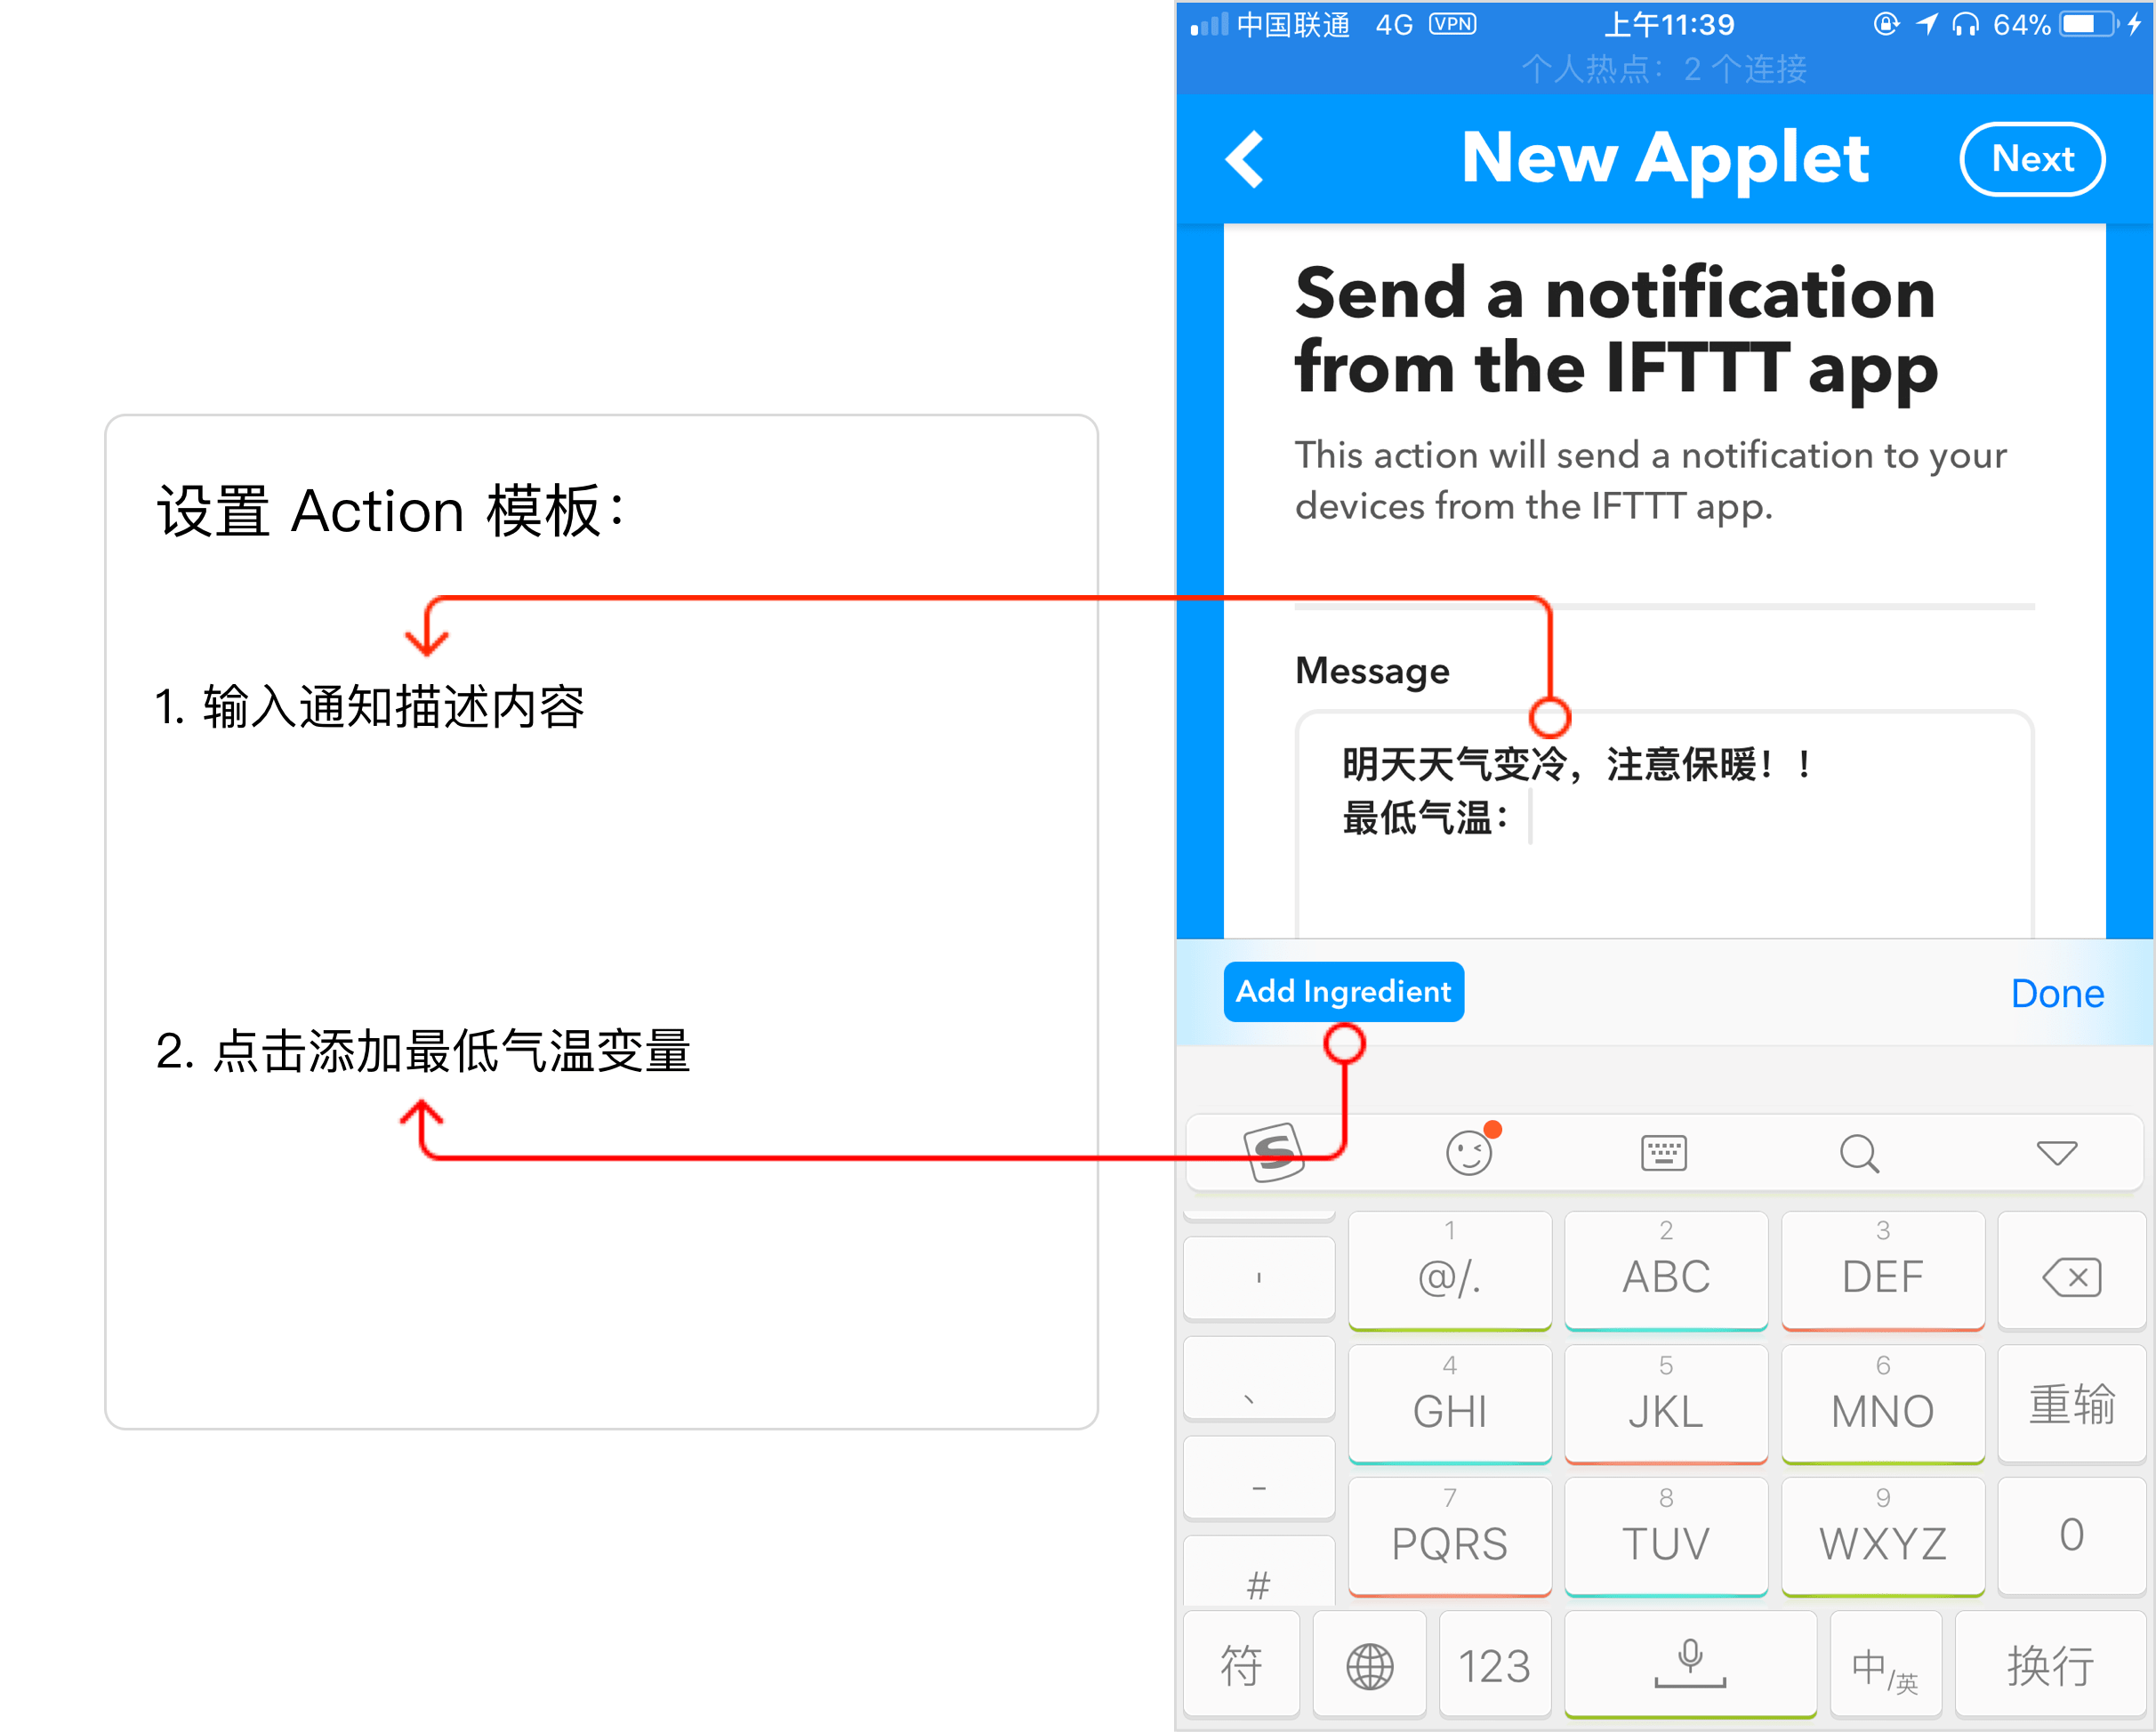 设置 Action 模板：
1. 输入通知描述内容
2. 点击添加最低气温变量
中国联通 4G VPN 上午11:39 64%
个人热点：2 个连接
New Applet
Next
Send a notification
from the IFTTT app
This action will send a notification to your
devices from the IFTTT app.
Message
明天天气变冷，注意保暖！！
最低气温：
Add Ingredient
Done
'
、
-
#
1
@/.
2
ABC
3
DEF
4
GHI
5
JKL
6
MNO
重输
7
PQRS
8
TUV
9
WXYZ
0
符
123
中/英
换行